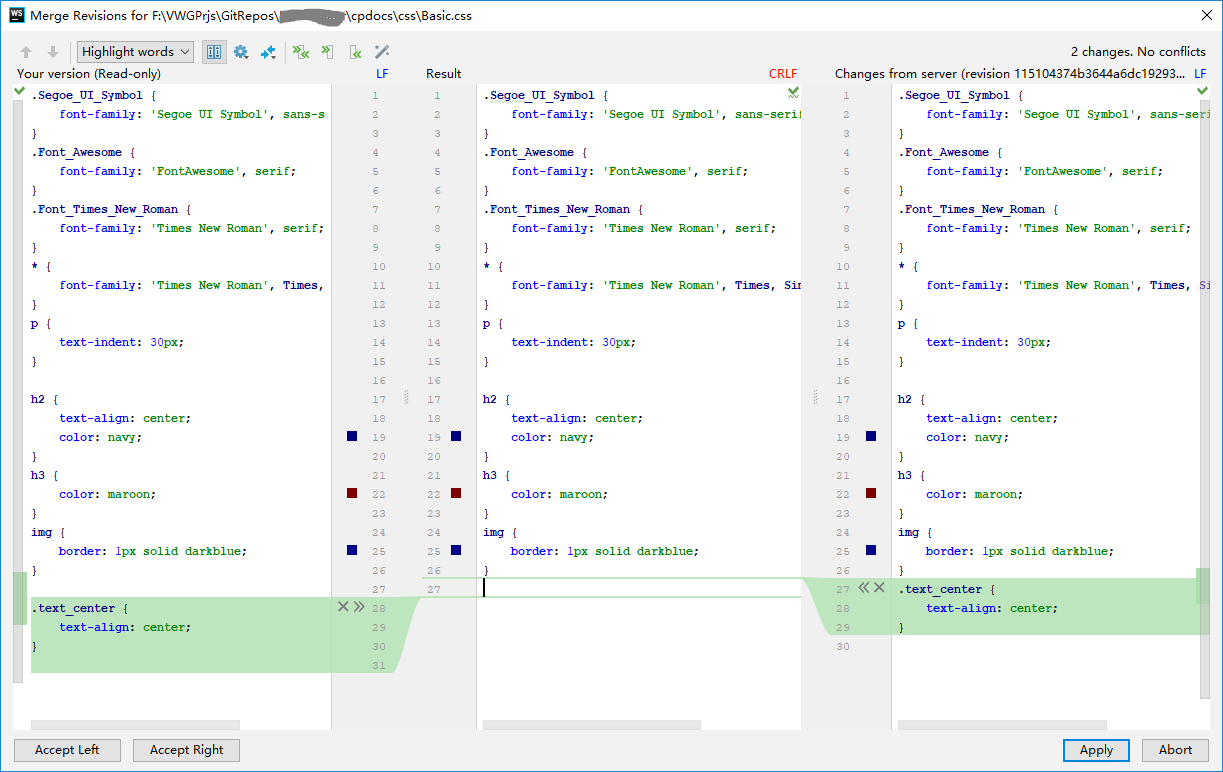 WS Merge Revisions for F:\VWGPrjs\GitRepos\ \cpdocs\css\Basic.css
Highlight words
2 changes. No conflicts
Your version (Read-only) LF
Result CRLF
Changes from server (revision 115104374b3644a6dc19293... LF
.Segoe_UI_Symbol { 1
font-family: 'Segoe UI Symbol', sans-s 2
} 3
.Font_Awesome { 4
font-family: 'FontAwesome', serif; 5
} 6
.Font_Times_New_Roman { 7
font-family: 'Times New Roman', serif; 8
} 9
* { 10
font-family: 'Times New Roman', Times, 11
} 12
p { 13
text-indent: 30px; 14
} 15
16
h2 { 17
text-align: center; 18
color: navy; 19
} 20
h3 { 21
color: maroon; 22
} 23
img { 24
border: 1px solid darkblue; 25
} 26
27
.text_center { 28
text-align: center; 29
} 30
31
1 .Segoe_UI_Symbol {
2 font-family: 'Segoe UI Symbol', sans-serif
3 }
4 .Font_Awesome {
5 font-family: 'FontAwesome', serif;
6 }
7 .Font_Times_New_Roman {
8 font-family: 'Times New Roman', serif;
9 }
10 * {
11 font-family: 'Times New Roman', Times, Sim
12 }
13 p {
14 text-indent: 30px;
15 }
16
17 h2 {
18 text-align: center;
19 color: navy;
20 }
21 h3 {
22 color: maroon;
23 }
24 img {
25 border: 1px solid darkblue;
26 }
27
1 .Segoe_UI_Symbol {
2 font-family: 'Segoe UI Symbol', sans-seri
3 }
4 .Font_Awesome {
5 font-family: 'FontAwesome', serif;
6 }
7 .Font_Times_New_Roman {
8 font-family: 'Times New Roman', serif;
9 }
10 * {
11 font-family: 'Times New Roman', Times, Si
12 }
13 p {
14 text-indent: 30px;
15 }
16
17 h2 {
18 text-align: center;
19 color: navy;
20 }
21 h3 {
22 color: maroon;
23 }
24 img {
25 border: 1px solid darkblue;
26 }
27 .text_center {
28 text-align: center;
29 }
30
Accept Left
Accept Right
Apply
Abort